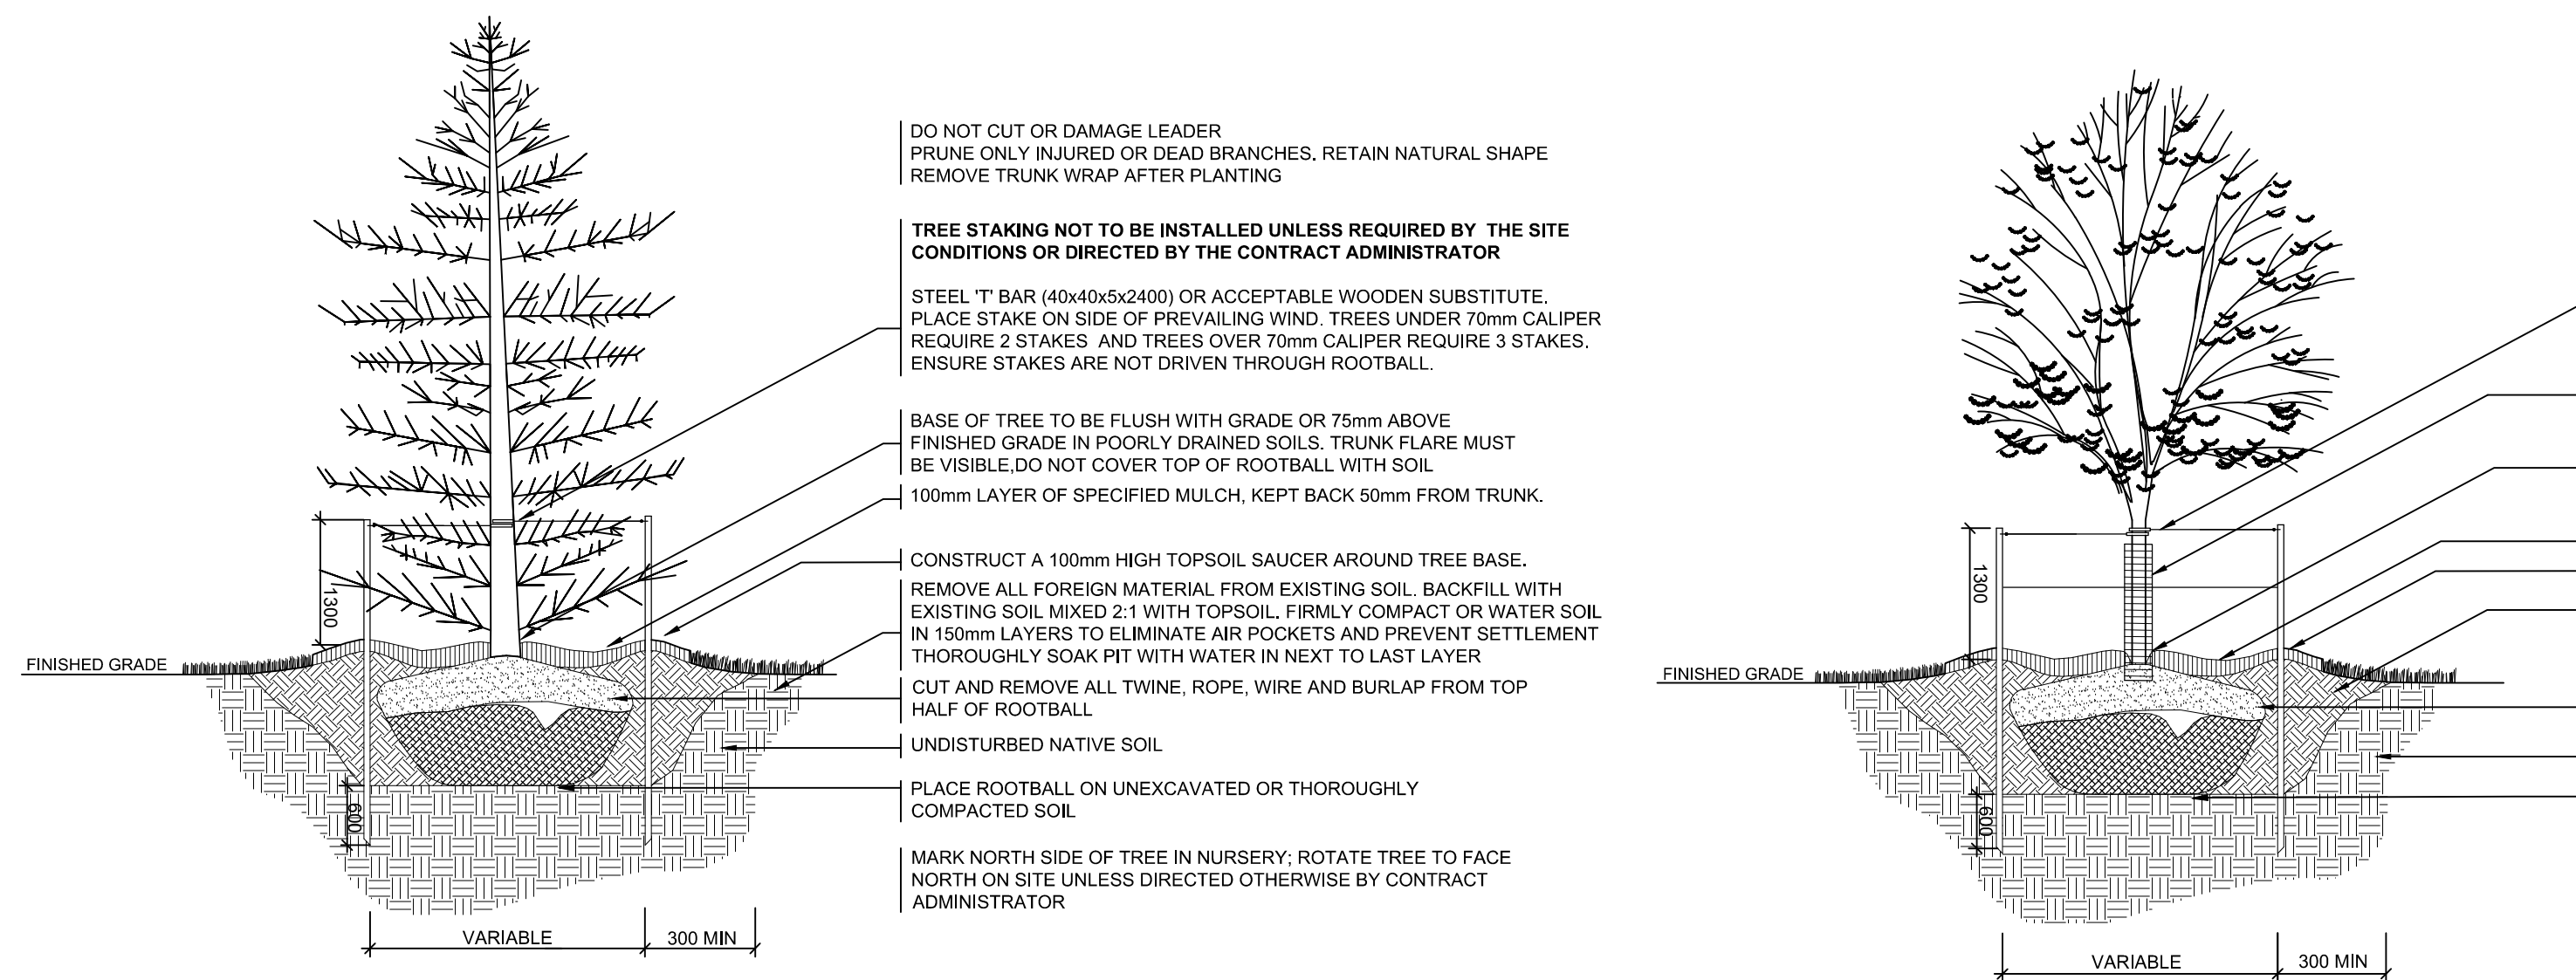 DO NOT CUT OR DAMAGE LEADER
PRUNE ONLY INJURED OR DEAD BRANCHES. RETAIN NATURAL SHAPE
REMOVE TRUNK WRAP AFTER PLANTING
TREE STAKING NOT TO BE INSTALLED UNLESS REQUIRED BY THE SITE
CONDITIONS OR DIRECTED BY THE CONTRACT ADMINISTRATOR
STEEL 'T' BAR (40x40x5x2400) OR ACCEPTABLE WOODEN SUBSTITUTE.
PLACE STAKE ON SIDE OF PREVAILING WIND. TREES UNDER 70mm CALIPER
REQUIRE 2 STAKES AND TREES OVER 70mm CALIPER REQUIRE 3 STAKES.
ENSURE STAKES ARE NOT DRIVEN THROUGH ROOTBALL.
BASE OF TREE TO BE FLUSH WITH GRADE OR 75mm ABOVE
FINISHED GRADE IN POORLY DRAINED SOILS. TRUNK FLARE MUST
BE VISIBLE,DO NOT COVER TOP OF ROOTBALL WITH SOIL
100mm LAYER OF SPECIFIED MULCH, KEPT BACK 50mm FROM TRUNK.
CONSTRUCT A 100mm HIGH TOPSOIL SAUCER AROUND TREE BASE.
REMOVE ALL FOREIGN MATERIAL FROM EXISTING SOIL. BACKFILL WITH
EXISTING SOIL MIXED 2:1 WITH TOPSOIL. FIRMLY COMPACT OR WATER SOIL
IN 150mm LAYERS TO ELIMINATE AIR POCKETS AND PREVENT SETTLEMENT
THOROUGHLY SOAK PIT WITH WATER IN NEXT TO LAST LAYER
CUT AND REMOVE ALL TWINE, ROPE, WIRE AND BURLAP FROM TOP
HALF OF ROOTBALL
UNDISTURBED NATIVE SOIL
PLACE ROOTBALL ON UNEXCAVATED OR THOROUGHLY
COMPACTED SOIL
MARK NORTH SIDE OF TREE IN NURSERY; ROTATE TREE TO FACE
NORTH ON SITE UNLESS DIRECTED OTHERWISE BY CONTRACT
ADMINISTRATOR
1300
FINISHED GRADE
600
VARIABLE
300 MIN
1300
FINISHED GRADE
600
VARIABLE
300 MIN